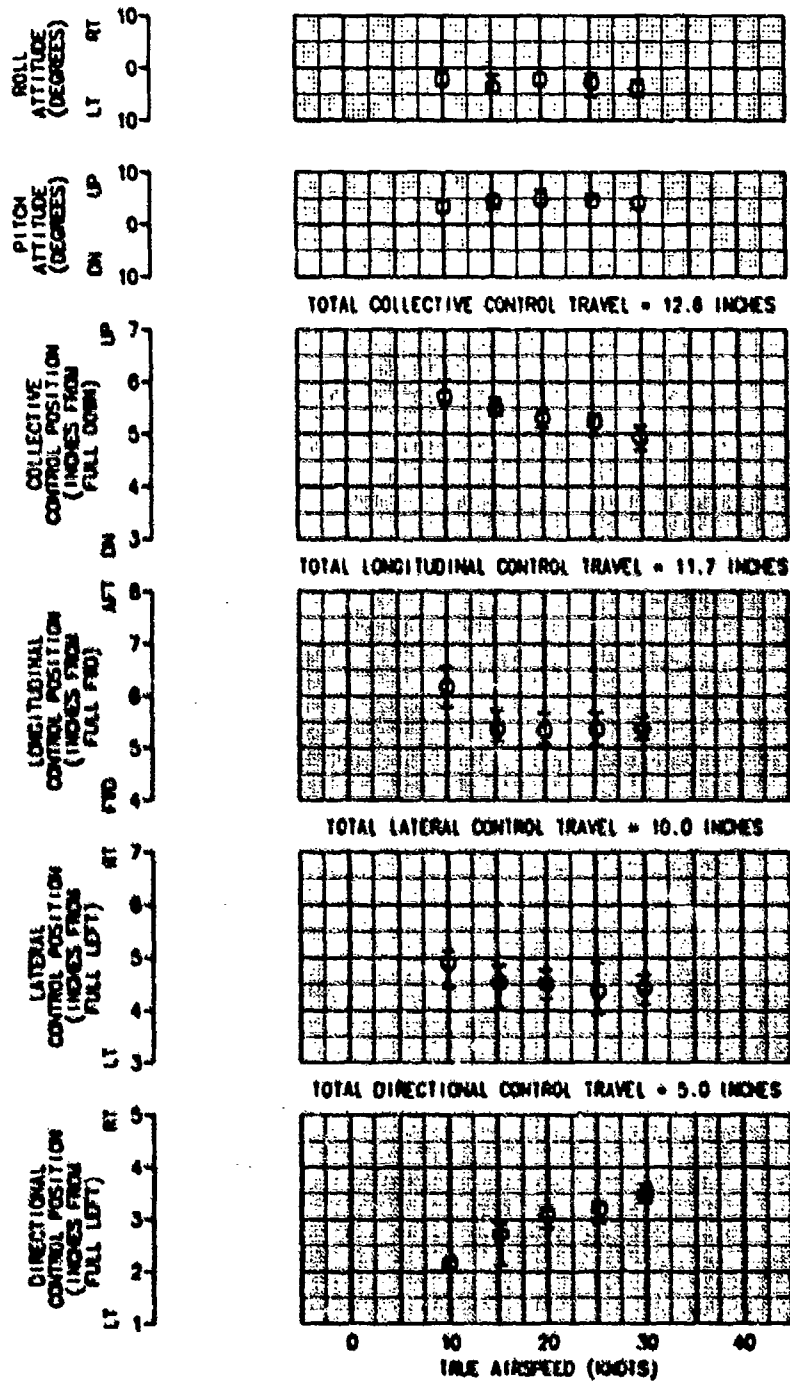 ROLL
ATTITUDE
(DEGREES)
LT RT
10
0
10
PITCH
ATTITUDE
(DEGREES)
DN UP
10
0
10
TOTAL COLLECTIVE CONTROL TRAVEL = 12.6 INCHES
COLLECTIVE
CONTROL POSITION
(INCHES FROM
FULL DOWN)
DN UP
7
6
5
4
3
TOTAL LONGITUDINAL CONTROL TRAVEL = 11.7 INCHES
LONGITUDINAL
CONTROL POSITION
(INCHES FROM
FULL FWD)
FWD AFT
8
7
6
5
4
TOTAL LATERAL CONTROL TRAVEL = 10.0 INCHES
LATERAL
CONTROL POSITION
(INCHES FROM
FULL LEFT)
LT RT
7
6
5
4
3
TOTAL DIRECTIONAL CONTROL TRAVEL = 5.0 INCHES
DIRECTIONAL
CONTROL POSITION
(INCHES FROM
FULL LEFT)
LT RT
5
4
3
2
1
0 10 20 30 40
TRUE AIRSPEED (KNOTS)